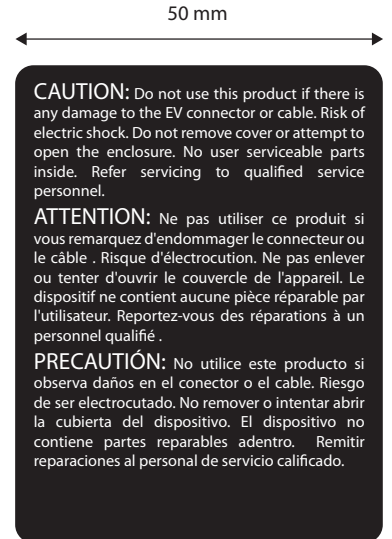 50 mm
CAUTION: Do not use this product if there is
any damage to the EV connector or cable. Risk of
electric shock. Do not remove cover or attempt to
open the enclosure. No user serviceable parts
inside. Refer servicing to qualified service
personnel.
ATTENTION: Ne pas utiliser ce produit si
vous remarquez d'endommager le connecteur ou
le câble . Risque d'électrocution. Ne pas enlever
ou tenter d'ouvrir le couvercle de l'appareil. Le
dispositif ne contient aucune pièce réparable par
l'utilisateur. Reportez-vous des réparations à un
personnel qualifié .
PRECAUTIÓN: No utilice este producto si
observa daños en el conector o el cable. Riesgo
de ser electrocutado. No remover o intentar abrir
la cubierta del dispositivo. El dispositivo no
contiene partes reparables adentro. Remitir
reparaciones al personal de servicio calificado.